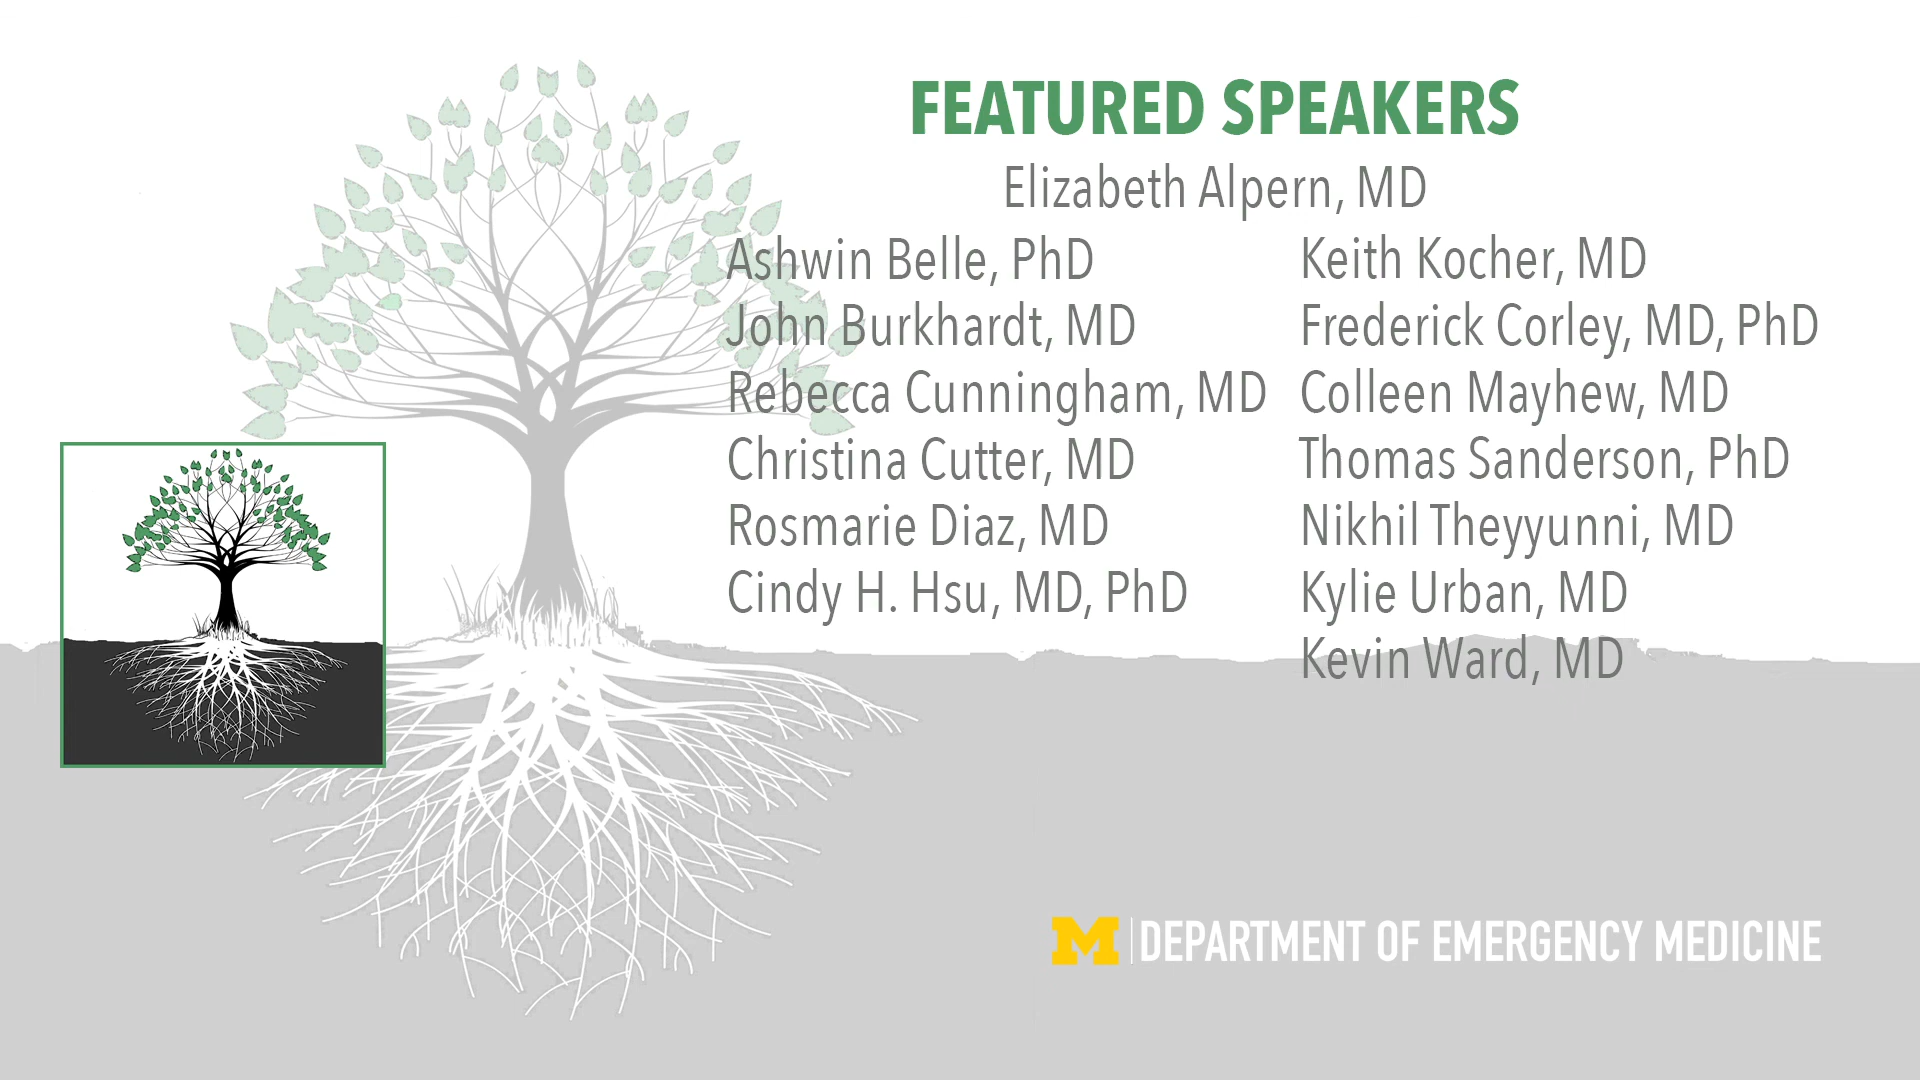 FEATURED SPEAKERS
Elizabeth Alpern, MD
Ashwin Belle, PhD
John Burkhardt, MD
Rebecca Cunningham, MD
Christina Cutter, MD
Rosmarie Diaz, MD
Cindy H. Hsu, MD, PhD
Keith Kocher, MD
Frederick Corley, MD, PhD
Colleen Mayhew, MD
Thomas Sanderson, PhD
Nikhil Theyyunni, MD
Kylie Urban, MD
Kevin Ward, MD
M DEPARTMENT OF EMERGENCY MEDICINE